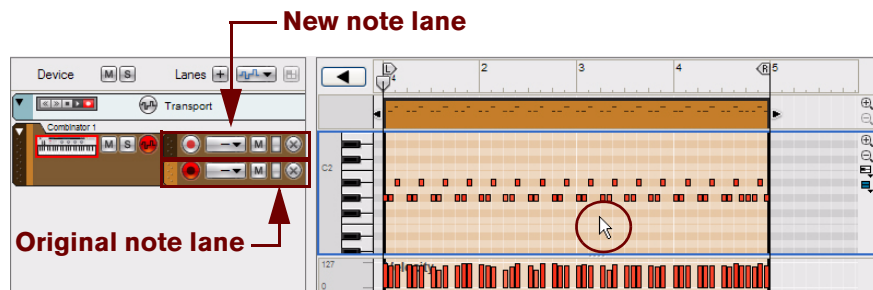 New note lane
Device M S Lanes +
L 4 2 3 4 R 5
Transport
Combinator 1
M S M
M
C2
Original note lane
127 Velocity
0